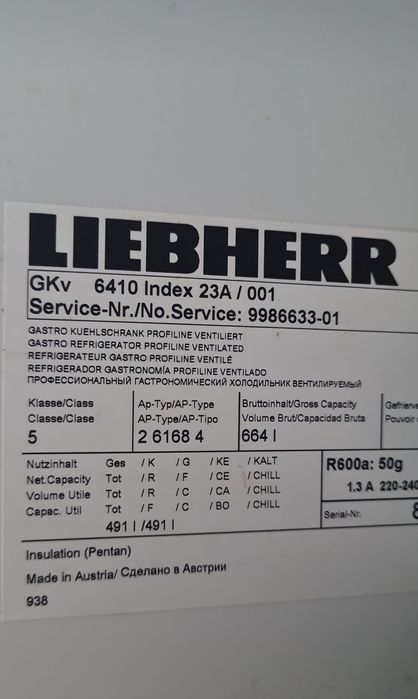 LIEBHERR
GKv 6410 Index 23A / 001
Service-Nr./No.Service: 9986633-01
GASTRO KUEHLSCHRANK PROFILINE VENTILIERT
GASTRO REFRIGERATOR PROFILINE VENTILATED
REFRIGERATEUR GASTRO PROFILINE VENTILÉ
REFRIGERADOR GASTRONOMÍA PROFILINE VENTILADO
ПРОФЕССИОНАЛЬНЫЙ ГАСТРОНОМИЧЕСКИЙ ХОЛОДИЛЬНИК ВЕНТИЛИРУЕМЫЙ
Klasse/Class Ap-Typ/AP-Type Bruttoinhalt/Gross Capacity Gefrierve
Classe/Clase AP-Type/AP-Tipo Volume Brut/Capacidad Bruta Pouvoir
5 2 6168 4 664 l
Nutzinhalt Ges / K / G / KE / KALT R600a: 50g
Net.Capacity Tot / R / F / CE / CHILL 1.3 A 220-240
Volume Utile Tot / R / C / CA / CHILL
Capac. Util Tot / F / C / BO / CHILL Serial-Nr.
491 l /491 l
Insulation (Pentan)
Made in Austria/ Сделано в Австрии
938